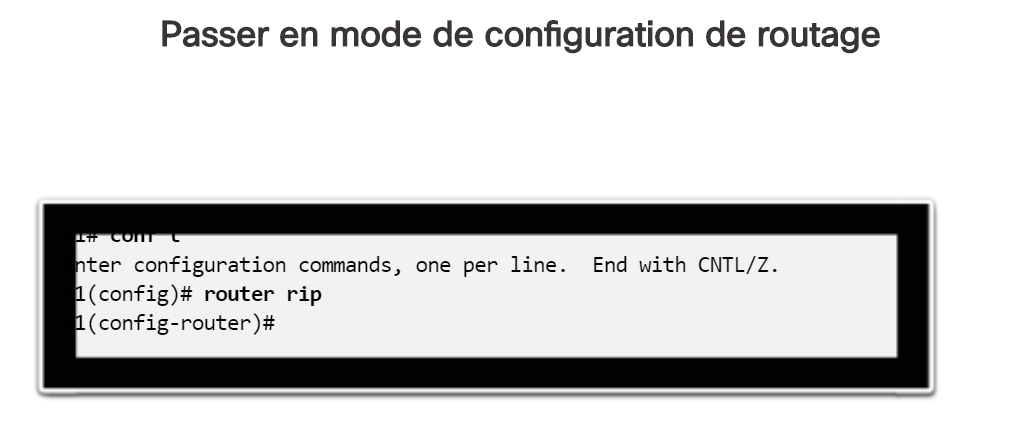 Passer en mode de configuration de routage
1# conf t
nter configuration commands, one per line.  End with CNTL/Z.
1(config)# router rip
1(config-router)#